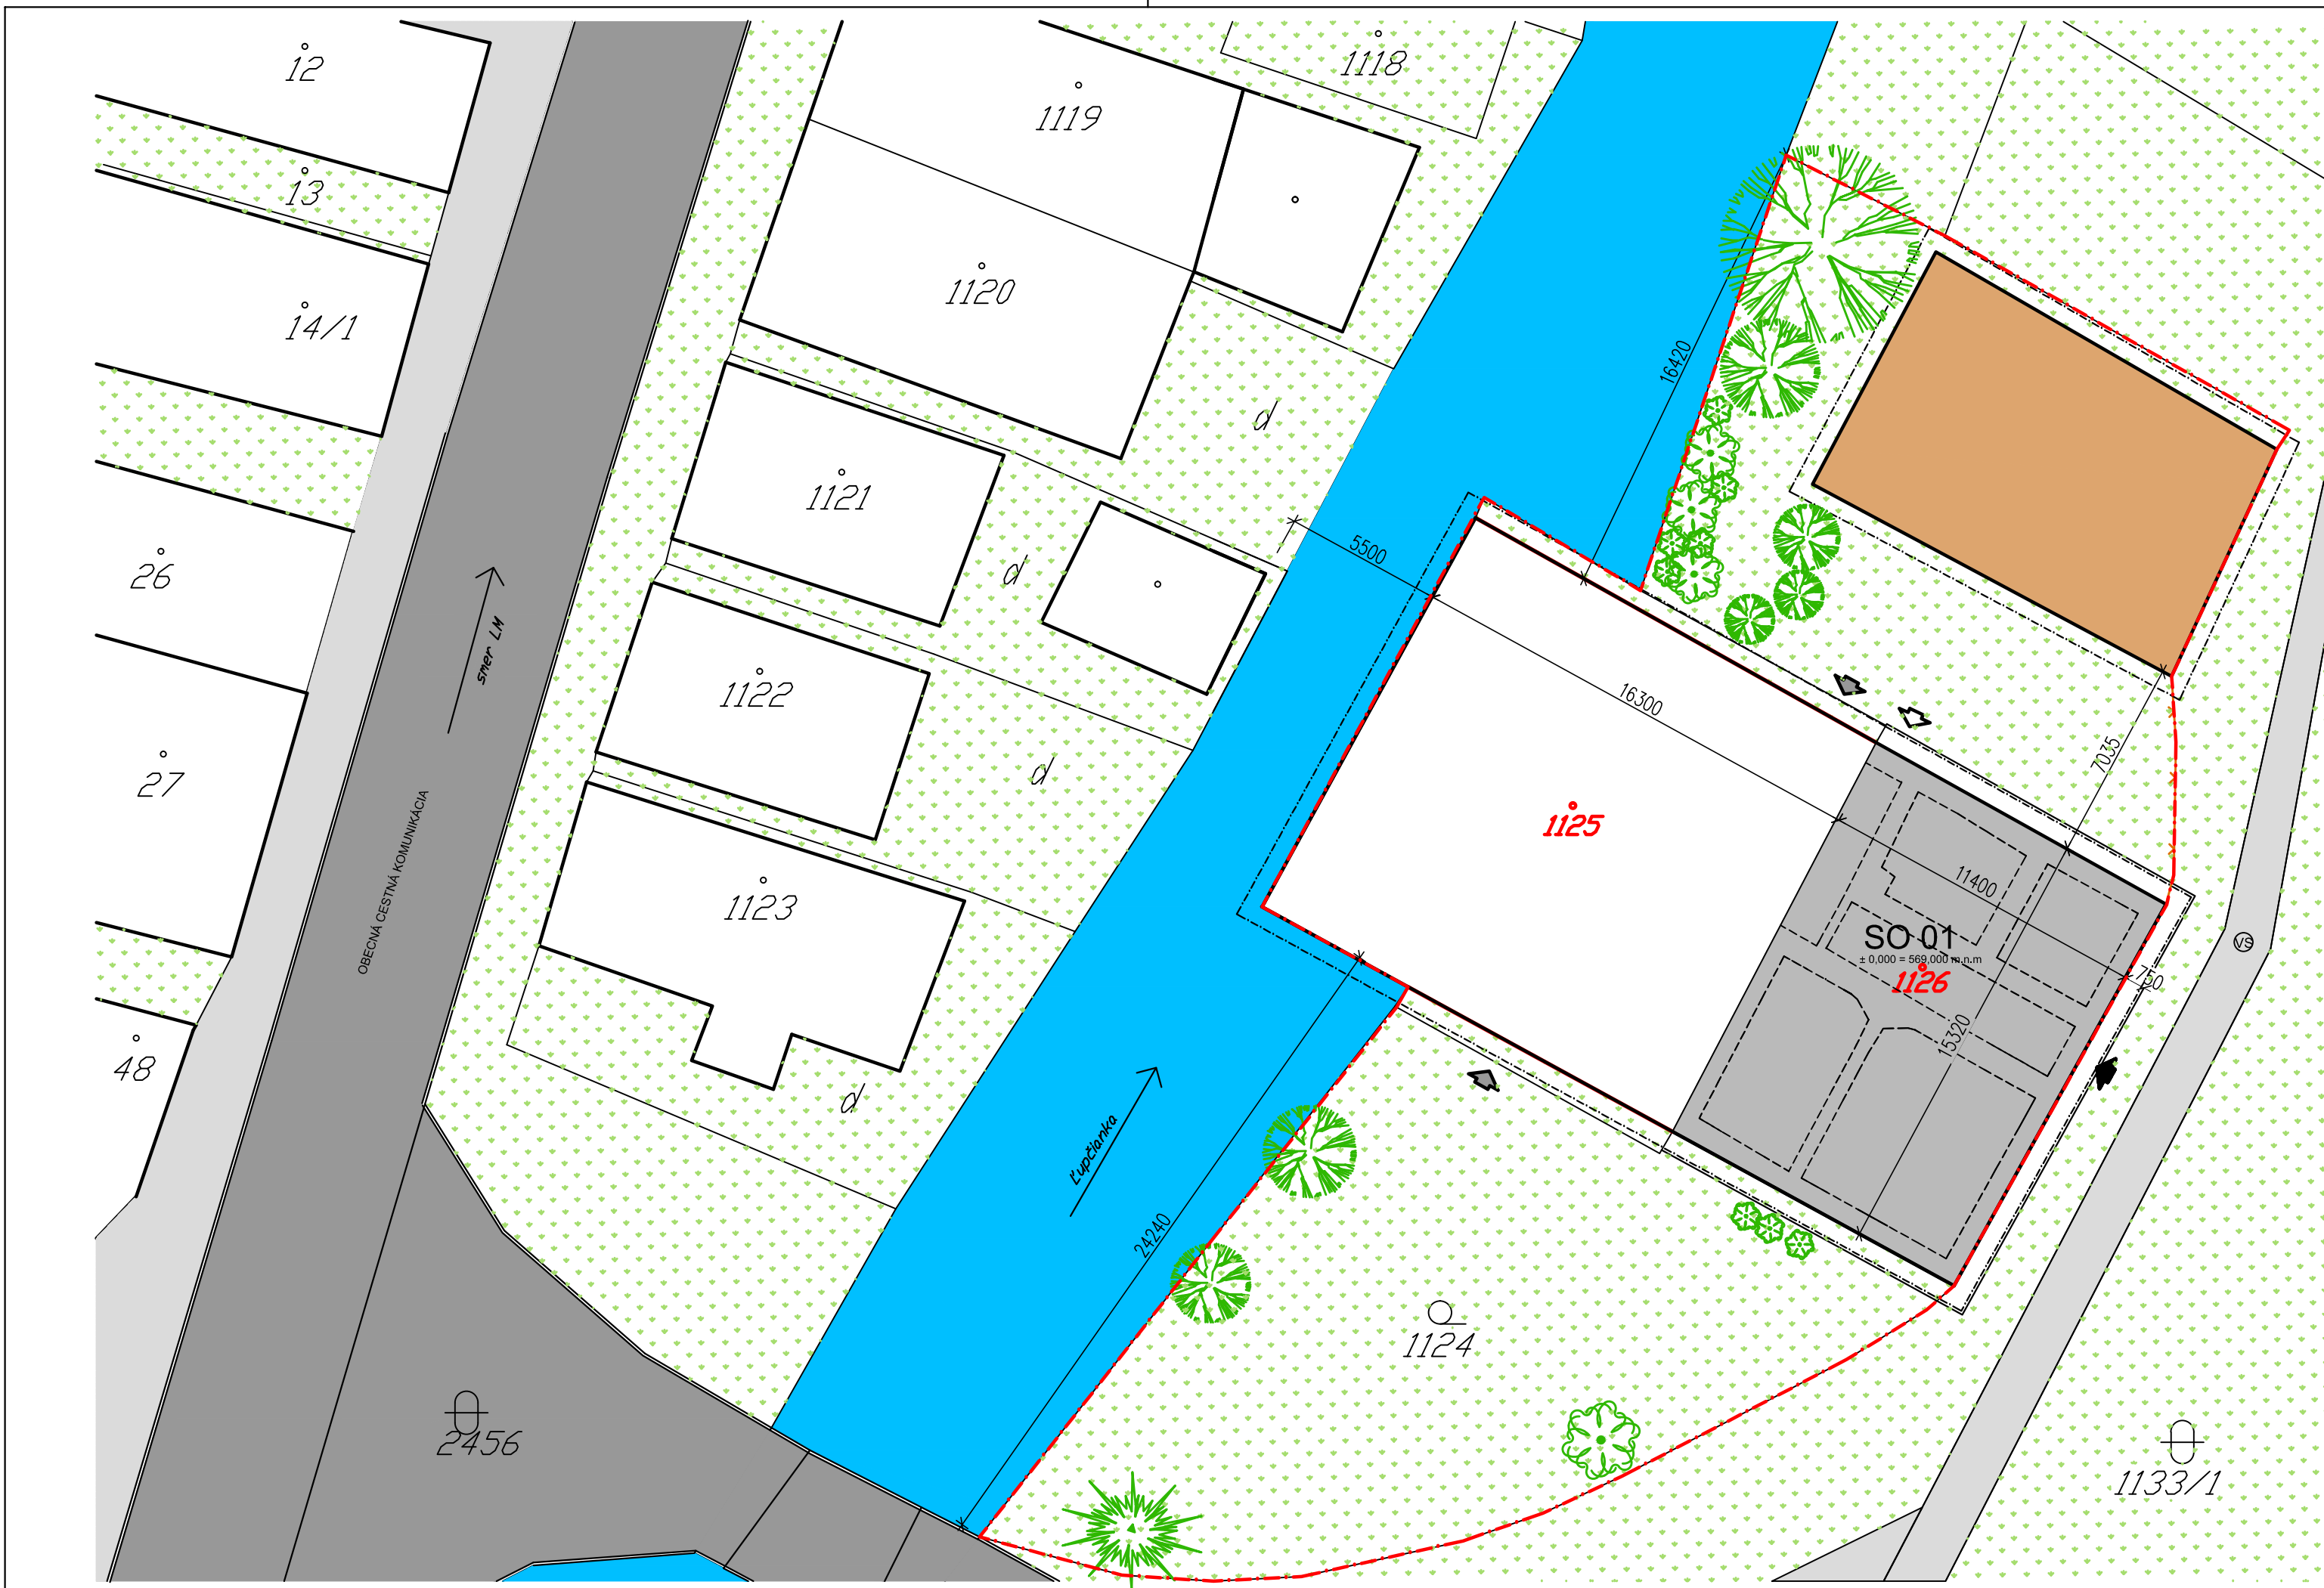 12
1118
1119
13
1120
14/1
16420
d
1121
5500
d
26
smer LM
1122
16300
7035
27
d
OBECNÁ CESTNÁ KOMUNIKÁCIA
1125
11400
1123
SO 01
± 0,000 = 569,000 m.n.m
1126
VS
750
15320
48
d
Ľupčianka
24240
1124
2456
1133/1